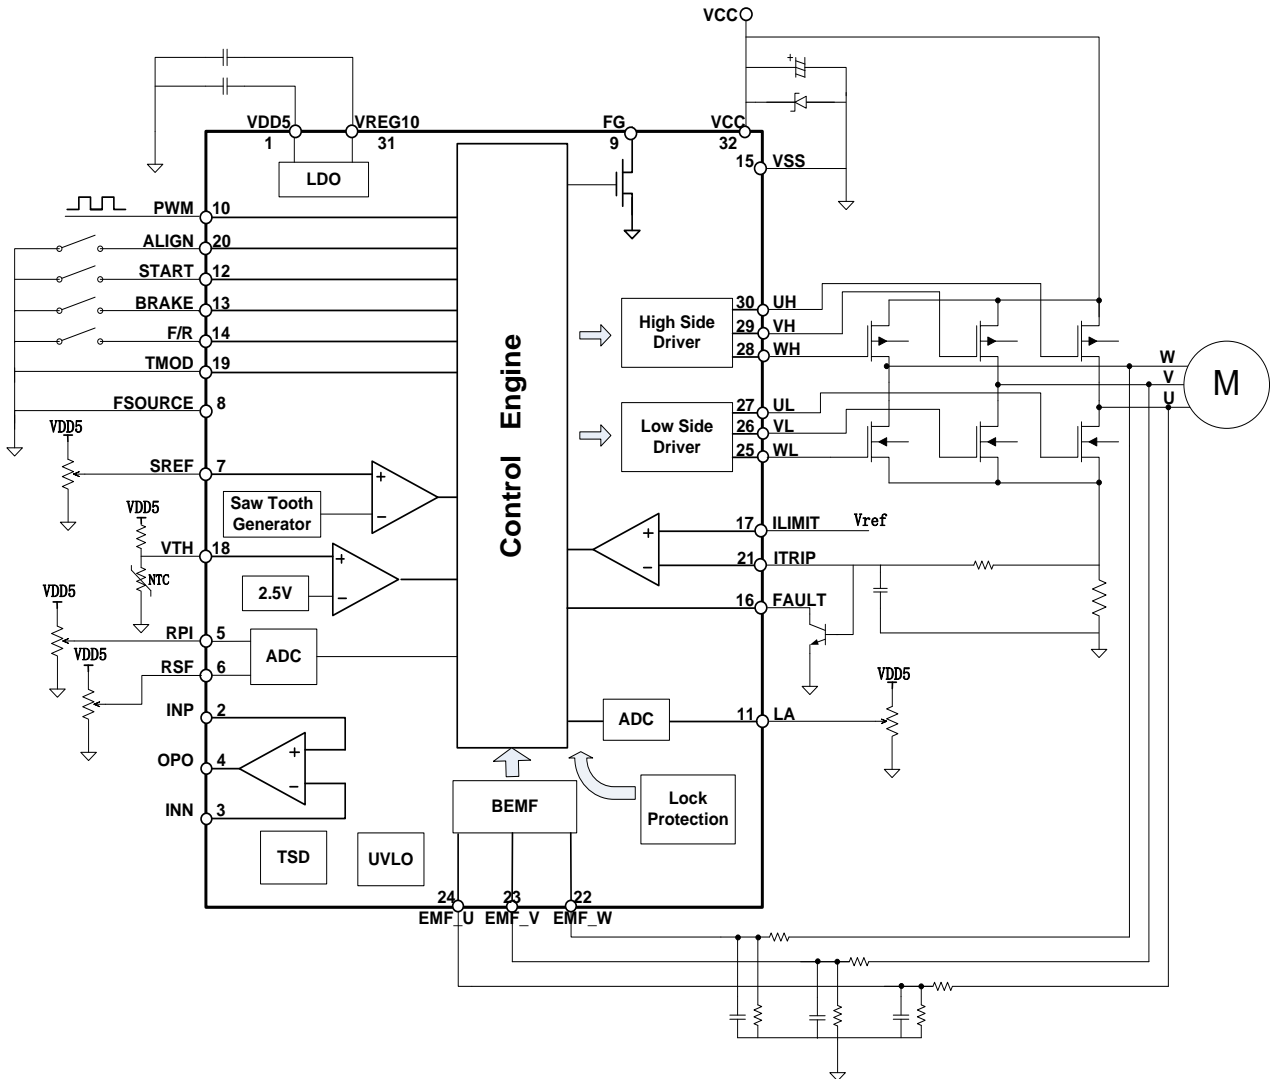 VCC
VDD5
1
VREG10
31
FG
9
VCC
32
15 VSS
LDO
PWM 10
ALIGN 20
START 12
BRAKE 13
F/R 14
TMOD 19
FSOURCE 8
VDD5
SREF 7
Saw Tooth
Generator
+
−
VDD5
VTH 18
NTC
2.5V
+
−
VDD5
RPI 5
VDD5
RSF 6
ADC
INP 2
OPO 4
INN 3
+
−
TSD
UVLO
Control Engine
High Side
Driver
30 UH
29 VH
28 WH
Low Side
Driver
27 UL
26 VL
25 WL
W
V
U
M
+
−
17 ILIMIT
Vref
21 ITRIP
16 FAULT
VDD5
ADC
11 LA
BEMF
Lock
Protection
24
EMF_U
23
EMF_V
22
EMF_W
+